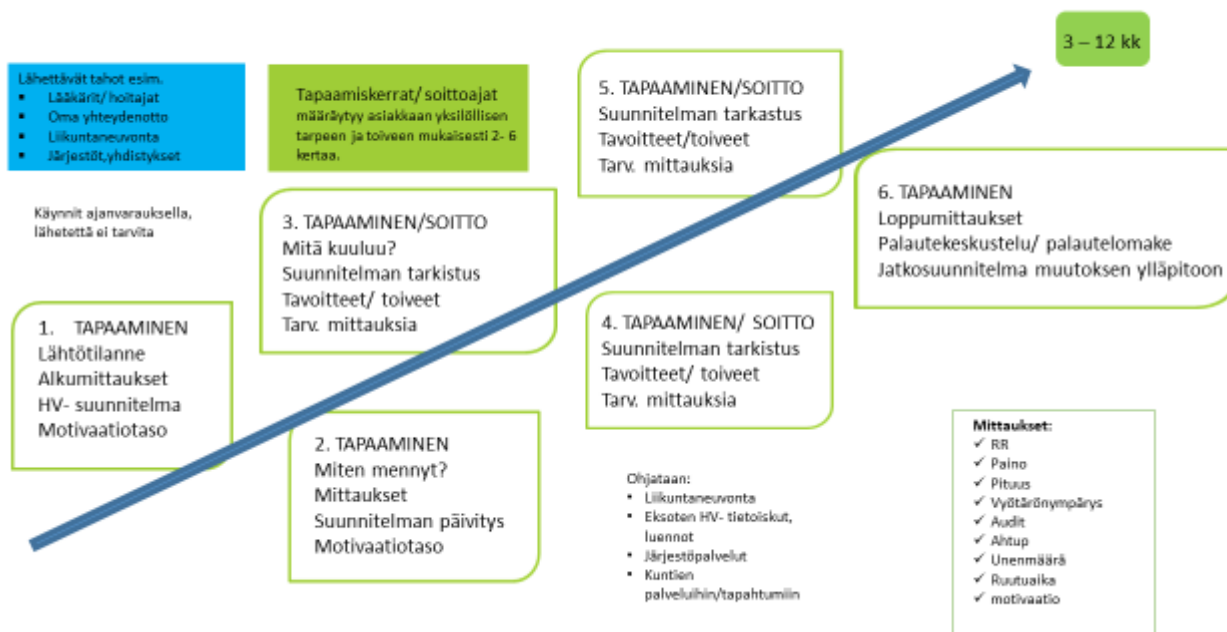 3 – 12 kk
Lähettävät tahot esim.
▪ Lääkärit/ hoitajat
▪ Oma yhteydenotto
▪ Liikuntaneuvonta
▪ Järjestöt,yhdistykset
Käynnit ajanvarauksella,
lähetettä ei tarvita
Tapaamiskerrat/ soittoajat
määräytyy asiakkaan yksilöllisen
tarpeen ja toiveen mukaisesti 2- 6
kertaa.
1. TAPAAMINEN
Lähtötilanne
Alkumittaukset
HV- suunnitelma
Motivaatiotaso
2. TAPAAMINEN
Miten mennyt?
Mittaukset
Suunnitelman päivitys
Motivaatiotaso
3. TAPAAMINEN/SOITTO
Mitä kuuluu?
Suunnitelman tarkistus
Tavoitteet/ toiveet
Tarv. mittauksia
4. TAPAAMINEN/ SOITTO
Suunnitelman tarkistus
Tavoitteet/ toiveet
Tarv. mittauksia
5. TAPAAMINEN/SOITTO
Suunnitelman tarkastus
Tavoitteet/toiveet
Tarv. mittauksia
6. TAPAAMINEN
Loppumittaukset
Palautekeskustelu/ palautelomake
Jatkosuunnitelma muutoksen ylläpitoon
Ohjataan:
• Liikuntaneuvonta
• Eksoten HV- tietoiskut,
luennot
• Järjestöpalvelut
• Kuntien
palveluihin/tapahtumiin
Mittaukset:
✓ RR
✓ Paino
✓ Pituus
✓ Vyötärönympärys
✓ Audit
✓ Ahtup
✓ Unenmäärä
✓ Ruutuaika
✓ motivaatio